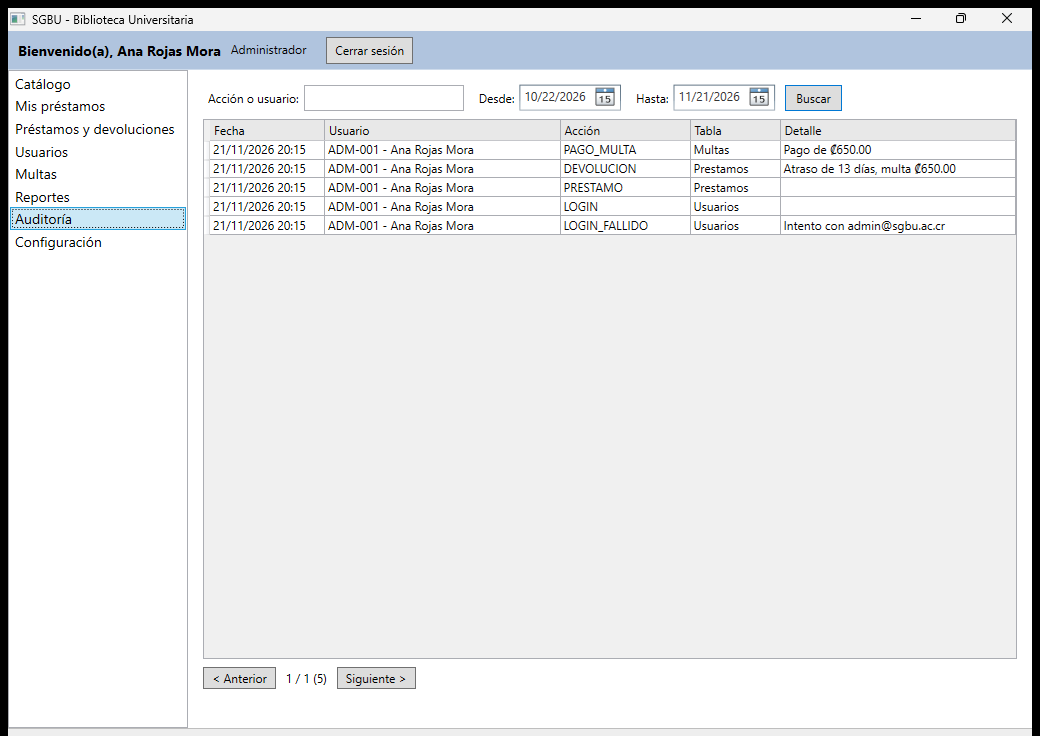 SGBU - Biblioteca Universitaria
Bienvenido(a), Ana Rojas Mora Administrador Cerrar sesión
Catálogo
Mis préstamos
Préstamos y devoluciones
Usuarios
Multas
Reportes
Auditoría
Configuración
Acción o usuario: Desde: 10/22/2026 15 Hasta: 11/21/2026 15 Buscar
Fecha Usuario Acción Tabla Detalle
21/11/2026 20:15 ADM-001 - Ana Rojas Mora PAGO_MULTA Multas Pago de ₡650.00
21/11/2026 20:15 ADM-001 - Ana Rojas Mora DEVOLUCION Prestamos Atraso de 13 días, multa ₡650.00
21/11/2026 20:15 ADM-001 - Ana Rojas Mora PRESTAMO Prestamos
21/11/2026 20:15 ADM-001 - Ana Rojas Mora LOGIN Usuarios
21/11/2026 20:15 ADM-001 - Ana Rojas Mora LOGIN_FALLIDO Usuarios Intento con admin@sgbu.ac.cr
< Anterior 1 / 1 (5) Siguiente >